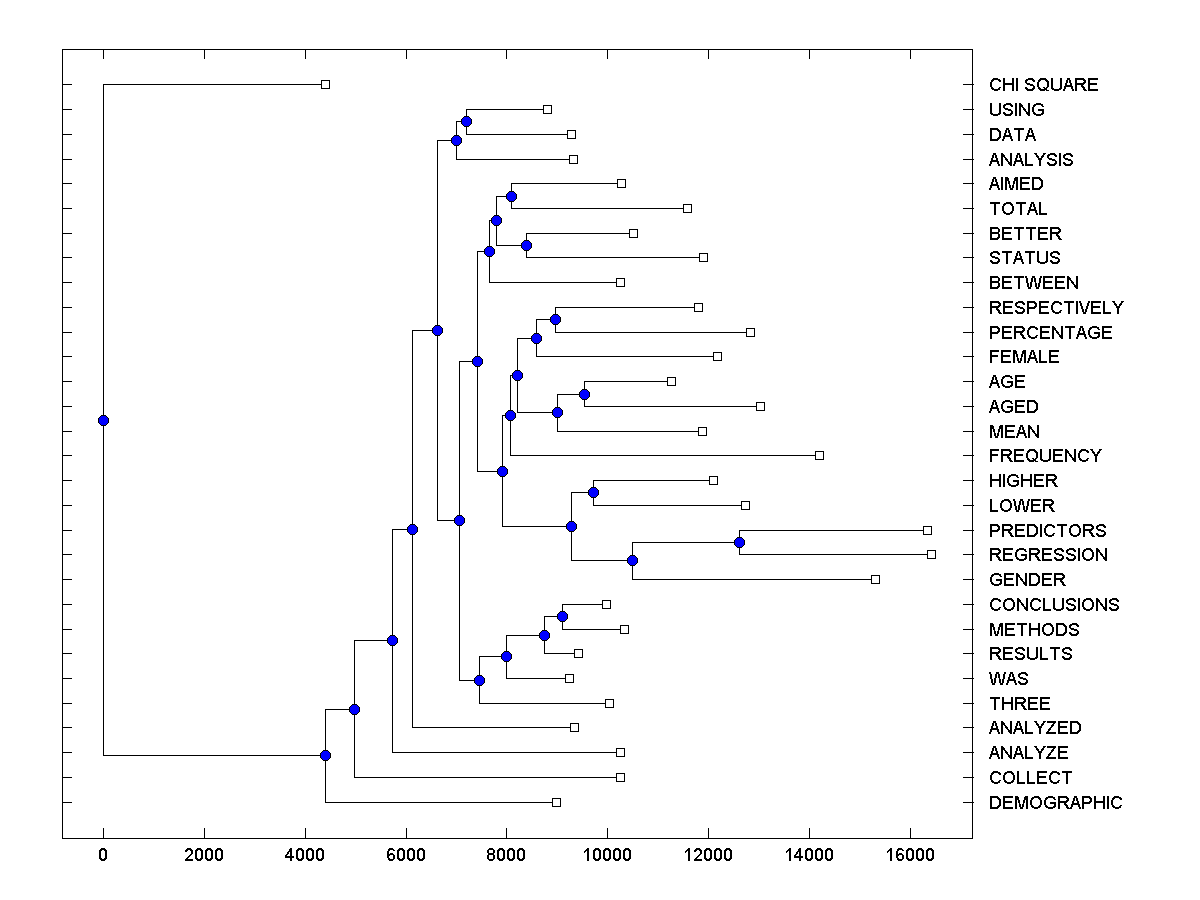 CHI SQUARE
USING
DATA
ANALYSIS
AIMED
TOTAL
BETTER
STATUS
BETWEEN
RESPECTIVELY
PERCENTAGE
FEMALE
AGE
AGED
MEAN
FREQUENCY
HIGHER
LOWER
PREDICTORS
REGRESSION
GENDER
CONCLUSIONS
METHODS
RESULTS
WAS
THREE
ANALYZED
ANALYZE
COLLECT
DEMOGRAPHIC
0 2000 4000 6000 8000 10000 12000 14000 16000